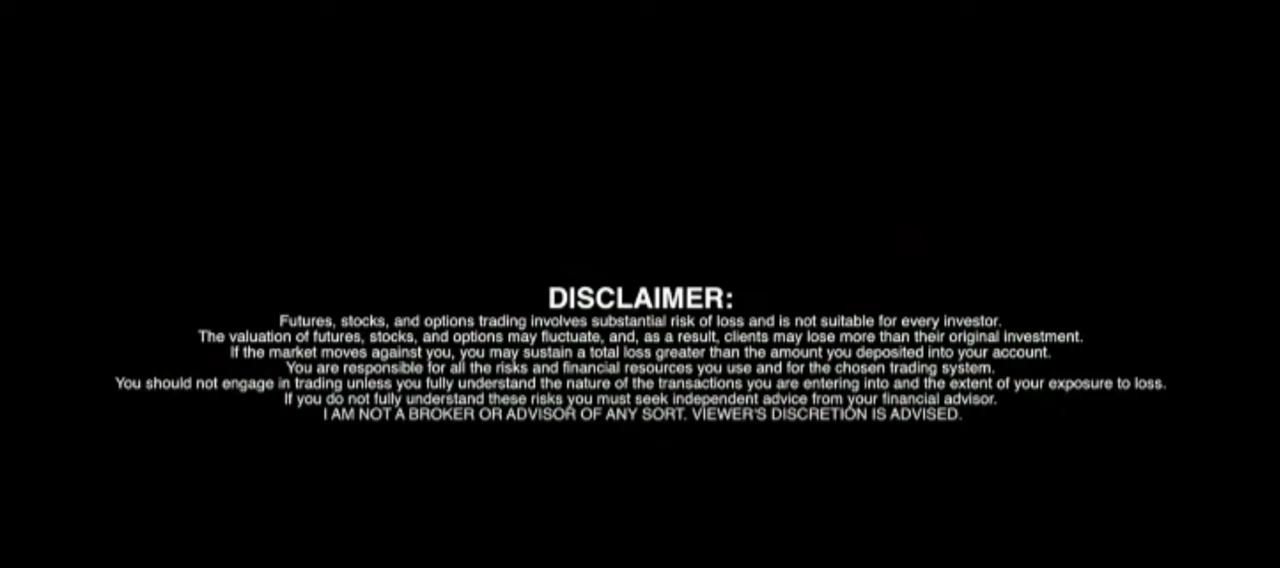 DISCLAIMER:
Futures, stocks, and options trading involves substantial risk of loss and is not suitable for every investor.
The valuation of futures, stocks, and options may fluctuate, and, as a result, clients may lose more than their original investment.
If the market moves against you, you may sustain a total loss greater than the amount you deposited into your account.
You are responsible for all the risks and financial resources you use and for the chosen trading system.
You should not engage in trading unless you fully understand the nature of the transactions you are entering into and the extent of your exposure to loss.
If you do not fully understand these risks you must seek independent advice from your financial advisor.
I AM NOT A BROKER OR ADVISOR OF ANY SORT. VIEWER'S DISCRETION IS ADVISED.